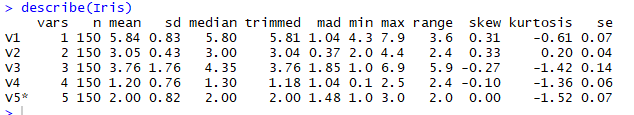 > describe(Iris)
vars n mean sd median trimmed mad min max range skew kurtosis se
V1 1 150 5.84 0.83 5.80 5.81 1.04 4.3 7.9 3.6 0.31 -0.61 0.07
V2 2 150 3.05 0.43 3.00 3.04 0.37 2.0 4.4 2.4 0.33 0.20 0.04
V3 3 150 3.76 1.76 4.35 3.76 1.85 1.0 6.9 5.9 -0.27 -1.42 0.14
V4 4 150 1.20 0.76 1.30 1.18 1.04 0.1 2.5 2.4 -0.10 -1.36 0.06
V5* 5 150 2.00 0.82 2.00 2.00 1.48 1.0 3.0 2.0 0.00 -1.52 0.07
>